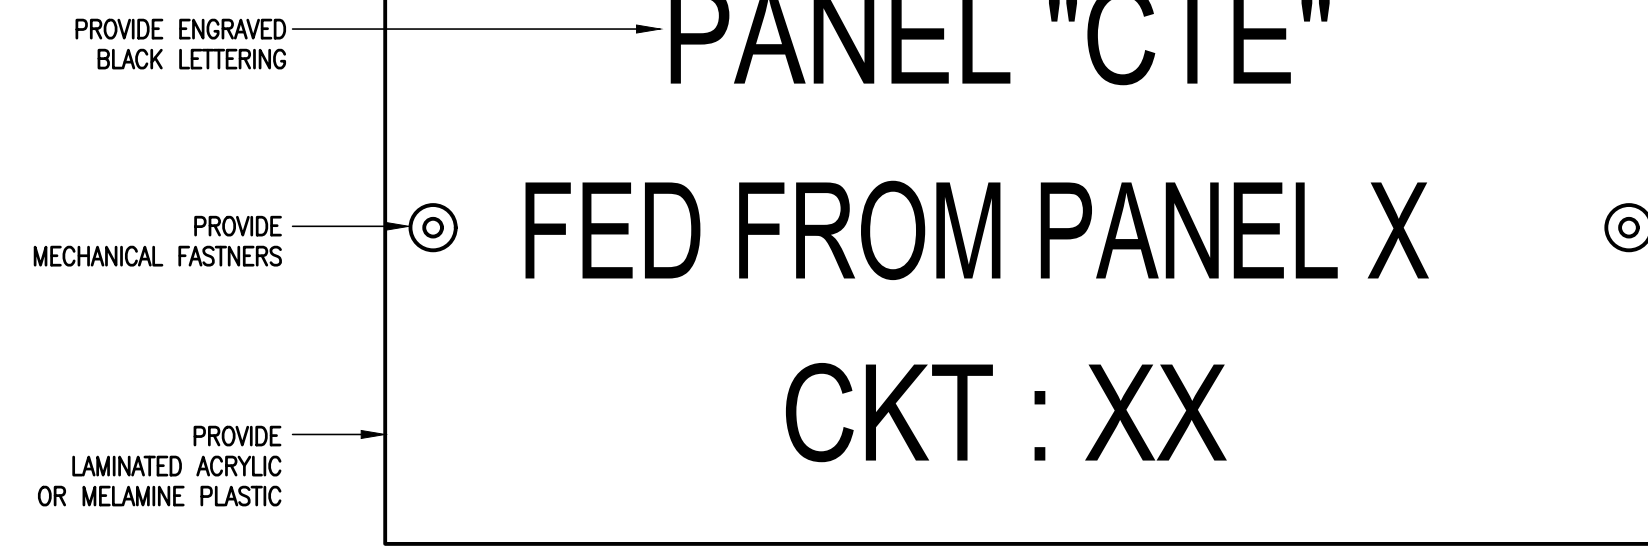 PROVIDE ENGRAVED
BLACK LETTERING
PANEL "CTE"
PROVIDE
MECHANICAL FASTNERS
FED FROM PANEL X
CKT : XX
PROVIDE
LAMINATED ACRYLIC
OR MELAMINE PLASTIC